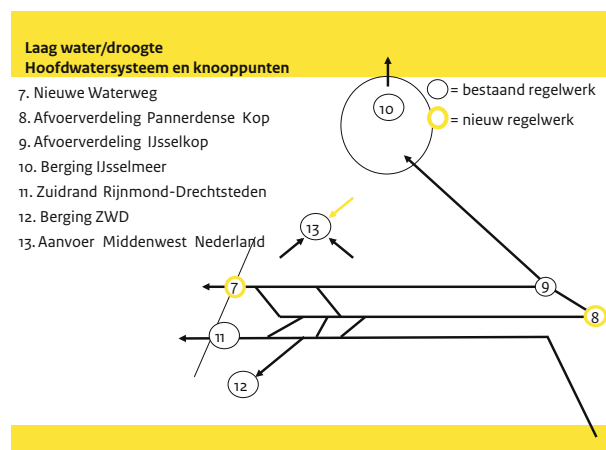 Laag water/droogte
Hoofdwatersysteem en knooppunten
7. Nieuwe Waterweg
8. Afvoerverdeling Pannerdense Kop
9. Afvoerverdeling IJsselkop
10. Berging IJsselmeer
11. Zuidrand Rijnmond-Drechtsteden
12. Berging ZWD
13. Aanvoer Middenwest Nederland
= bestaand regelwerk
= nieuw regelwerk
10
13
9
7
8
11
12